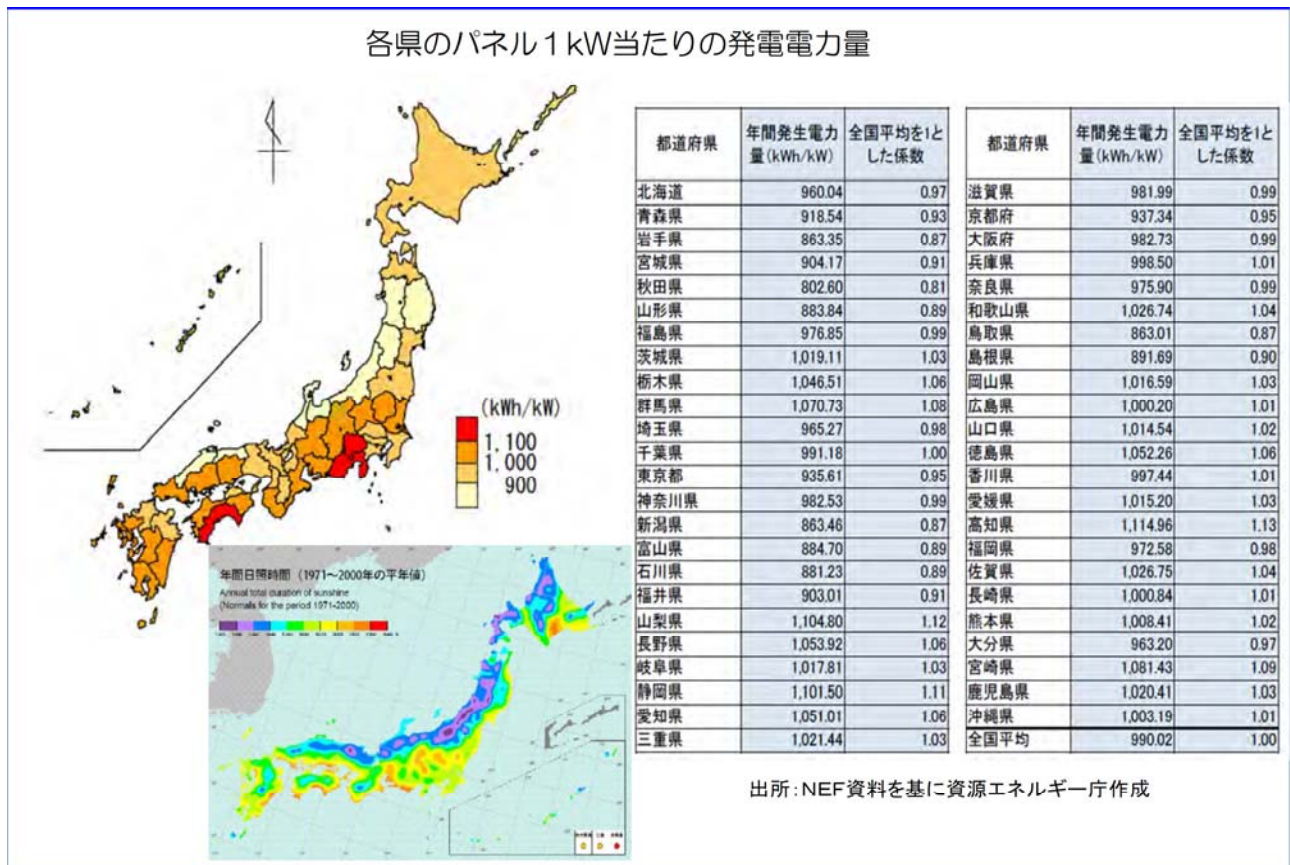 各県のパネル1kW当たりの発電電力量
(kWh/kW)
1,100
1,000
900
年間日照時間 (1971~2000年の平年値)
Annual total duration of sunshine
(Normals for the period 1971-2000)
都道府県 年間発生電力量(kWh/kW) 全国平均を1とした係数
北海道 960.04 0.97
青森県 918.54 0.93
岩手県 863.35 0.87
宮城県 904.17 0.91
秋田県 802.60 0.81
山形県 883.84 0.89
福島県 976.85 0.99
茨城県 1,019.11 1.03
栃木県 1,046.51 1.06
群馬県 1,070.73 1.08
埼玉県 965.27 0.98
千葉県 991.18 1.00
東京都 935.61 0.95
神奈川県 982.53 0.99
新潟県 863.46 0.87
富山県 884.70 0.89
石川県 881.23 0.89
福井県 903.01 0.91
山梨県 1,104.80 1.12
長野県 1,053.92 1.06
岐阜県 1,017.81 1.03
静岡県 1,101.50 1.11
愛知県 1,051.01 1.06
三重県 1,021.44 1.03
都道府県 年間発生電力量(kWh/kW) 全国平均を1とした係数
滋賀県 981.99 0.99
京都府 937.34 0.95
大阪府 982.73 0.99
兵庫県 998.50 1.01
奈良県 975.90 0.99
和歌山県 1,026.74 1.04
鳥取県 863.01 0.87
島根県 891.69 0.90
岡山県 1,016.59 1.03
広島県 1,000.20 1.01
山口県 1,014.54 1.02
徳島県 1,052.26 1.06
香川県 997.44 1.01
愛媛県 1,015.20 1.03
高知県 1,114.96 1.13
福岡県 972.58 0.98
佐賀県 1,026.75 1.04
長崎県 1,000.84 1.01
熊本県 1,008.41 1.02
大分県 963.20 0.97
宮崎県 1,081.43 1.09
鹿児島県 1,020.41 1.03
沖縄県 1,003.19 1.01
全国平均 990.02 1.00
出所:NEF資料を基に資源エネルギー庁作成